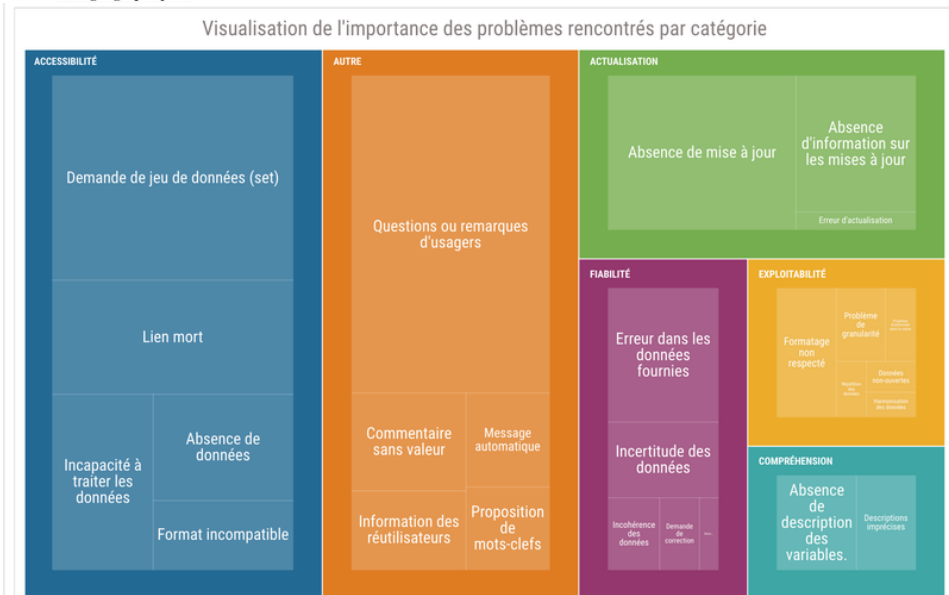 Visualisation de l'importance des problèmes rencontrés par catégorie
ACCESSIBILITÉ
Demande de jeu de données (set)
Lien mort
Incapacité à
traiter les
données
Absence de
données
Format incompatible
AUTRE
Questions ou remarques
d'usagers
Commentaire
sans valeur
Message
automatique
Information des
réutilisateurs
Proposition
de
mots-clefs
ACTUALISATION
Absence de mise à jour
Absence
d'information sur
les mises à jour
Erreur d'actualisation
FIABILITÉ
Erreur dans les
données
fournies
Incertitude des
données
Incohérence
des
données
Demande
de
correction
EXPLOITABILITÉ
Formatage
non
respecté
Problème
de
granularité
Données
non-ouvertes
Harmonisation
des données
COMPRÉHENSION
Absence
de
description
des
variables.
Descriptions
imprécises